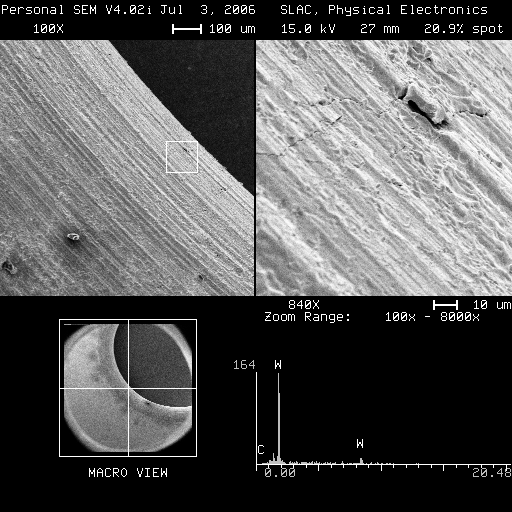 Personal SEM V4.02i Jul 3, 2006 SLAC, Physical Electronics
100X 100 um 15.0 kV 27 mm 20.9% spot
840X 10 um
Zoom Range: 100x - 8000x
164 W
C W
0.00 20.48
MACRO VIEW